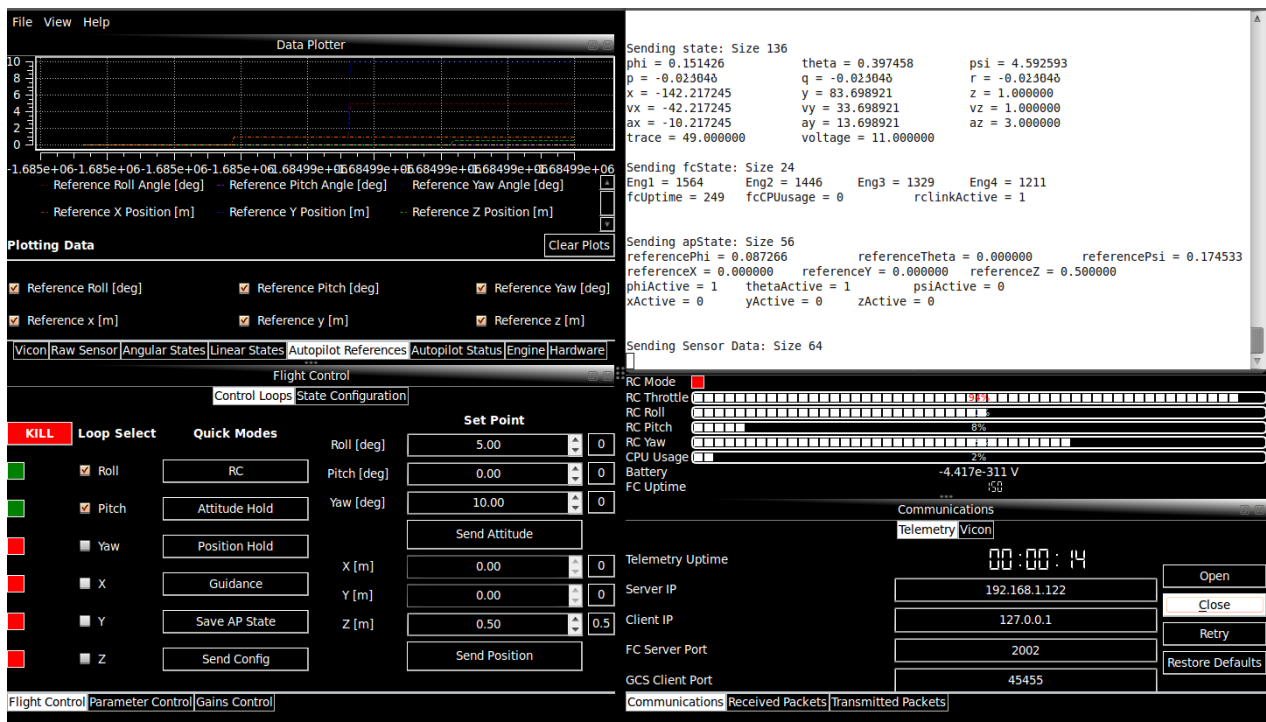 File View Help
Data Plotter
10
8
6
4
2
0
-1.685e+06-1.685e+06-1.685e+06-1.685e+06
Reference Roll Angle [deg] Reference Pitch Angle [deg] Reference Yaw Angle [deg]
Reference X Position [m] Reference Y Position [m] Reference Z Position [m]
Plotting Data
Clear Plots
Reference Roll [deg] Reference Pitch [deg] Reference Yaw [deg]
Reference x [m] Reference y [m] Reference z [m]
Vicon Raw Sensor Angular States Linear States Autopilot References Autopilot Status Engine Hardware
Flight Control
Control Loops State Configuration
Set Point
KILL Loop Select Quick Modes
Roll [deg] 5.00 0
Roll RC
Pitch [deg] 0.00 0
Pitch Attitude Hold
Yaw [deg] 10.00 0
Send Attitude
Yaw Position Hold
X [m] 0.00 0
X Guidance
Y [m] 0.00 0
Y Save AP State
Z [m] 0.50 0.5
Z Send Config
Send Position
Flight Control Parameter Control Gains Control
Sending state: Size 136
phi = 0.151426 theta = 0.397458 psi = 4.592593
p = q = r =
x = -142.217245 y = 83.698921 z = 1.000000
vx = -42.217245 vy = 33.698921 vz = 1.000000
ax = -10.217245 ay = 13.698921 az = 3.000000
trace = 49.000000 voltage = 11.000000
Sending fcState: Size 24
Eng1 = 1564 Eng2 = 1446 Eng3 = 1329 Eng4 = 1211
fcUptime = 249 fcCPUusage = 0 rclinkActive = 1
Sending apState: Size 56
referencePhi = 0.087266 referenceTheta = 0.000000 referencePsi = 0.174533
referenceX = 0.000000 referenceY = 0.000000 referenceZ = 0.500000
phiActive = 1 thetaActive = 1 psiActive = 0
xActive = 0 yActive = 0 zActive = 0
Sending Sensor Data: Size 64
RC Mode
RC Throttle 94%
RC Roll
RC Pitch 8%
RC Yaw
CPU Usage 2%
Battery -4.417e-311 V
FC Uptime 150
Communications
Telemetry Vicon
Telemetry Uptime 00:00:14
Open
Server IP 192.168.1.122
Close
Client IP 127.0.0.1
Retry
FC Server Port 2002
Restore Defaults
GCS Client Port 45455
Communications Received Packets Transmitted Packets